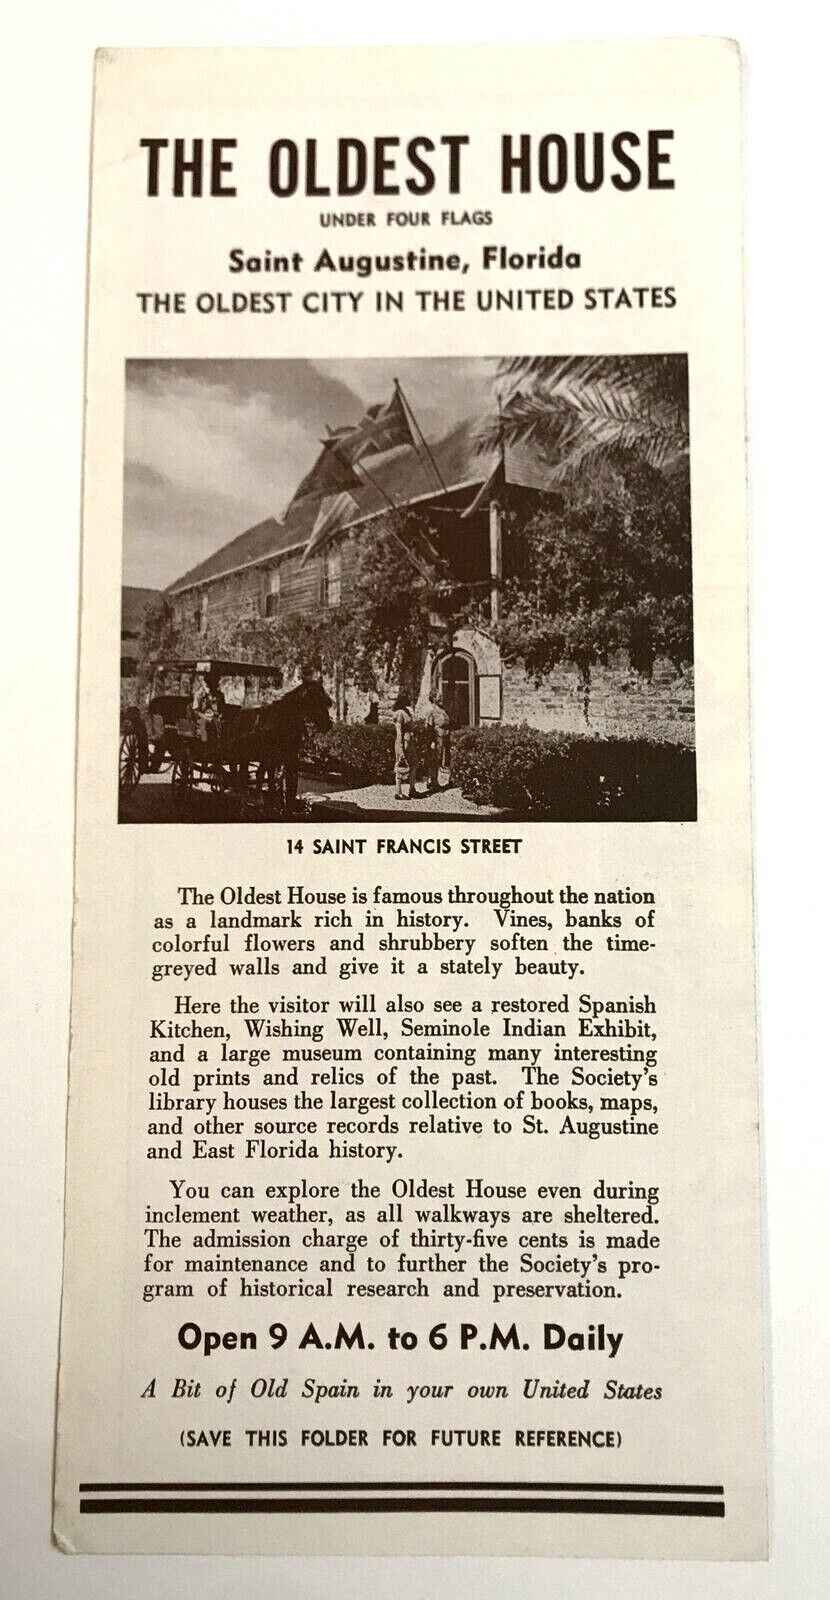 THE OLDEST HOUSE
UNDER FOUR FLAGS
Saint Augustine, Florida
THE OLDEST CITY IN THE UNITED STATES
14 SAINT FRANCIS STREET
The Oldest House is famous throughout the nation
as a landmark rich in history. Vines, banks of
colorful flowers and shrubbery soften the time-
greyed walls and give it a stately beauty.
Here the visitor will also see a restored Spanish
Kitchen, Wishing Well, Seminole Indian Exhibit,
and a large museum containing many interesting
old prints and relics of the past. The Society's
library houses the largest collection of books, maps,
and other source records relative to St. Augustine
and East Florida history.
You can explore the Oldest House even during
inclement weather, as all walkways are sheltered.
The admission charge of thirty-five cents is made
for maintenance and to further the Society's pro-
gram of historical research and preservation.
Open 9 A.M. to 6 P.M. Daily
A Bit of Old Spain in your own United States
(SAVE THIS FOLDER FOR FUTURE REFERENCE)